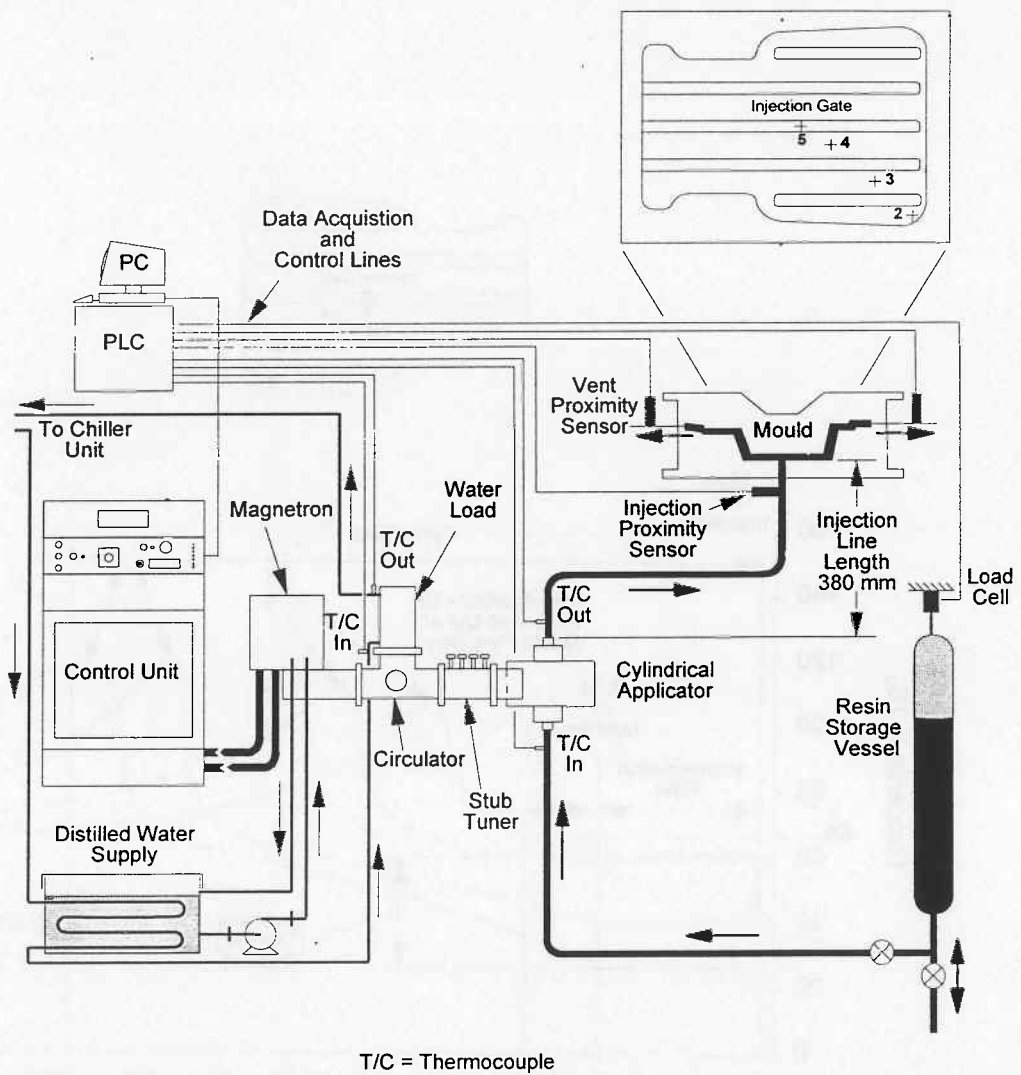 Injection Gate
5
4
3
2
Data Acquistion
and
Control Lines
PC
PLC
Vent
Proximity
Sensor
Mould
To Chiller
Unit
Magnetron
Water
Load
T/C
Out
Injection
Proximity
Sensor
Injection
Line
Length
380 mm
Load
Cell
T/C
Out
T/C
In
Control Unit
Cylindrical
Applicator
Resin
Storage
Vessel
Circulator
T/C
In
Stub
Tuner
Distilled Water
Supply
T/C = Thermocouple